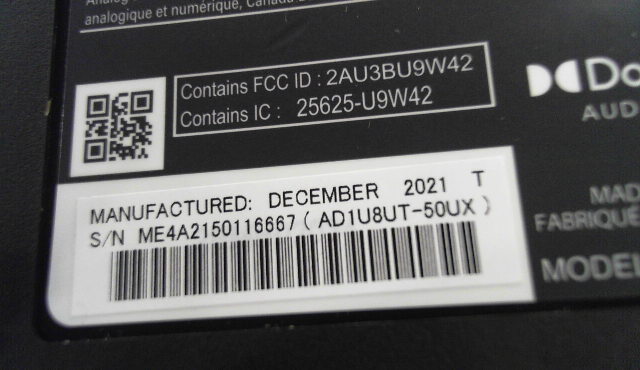 analogique et numérique, Canada
Contains FCC ID : 2AU3BU9W42
Contains IC : 25625-U9W42
AUD
MANUFACTURED: DECEMBER 2021 T
S/N ME4A2150116667 ( AD1U8UT-50UX )
MAD
FABRIQUÉ
MODEL